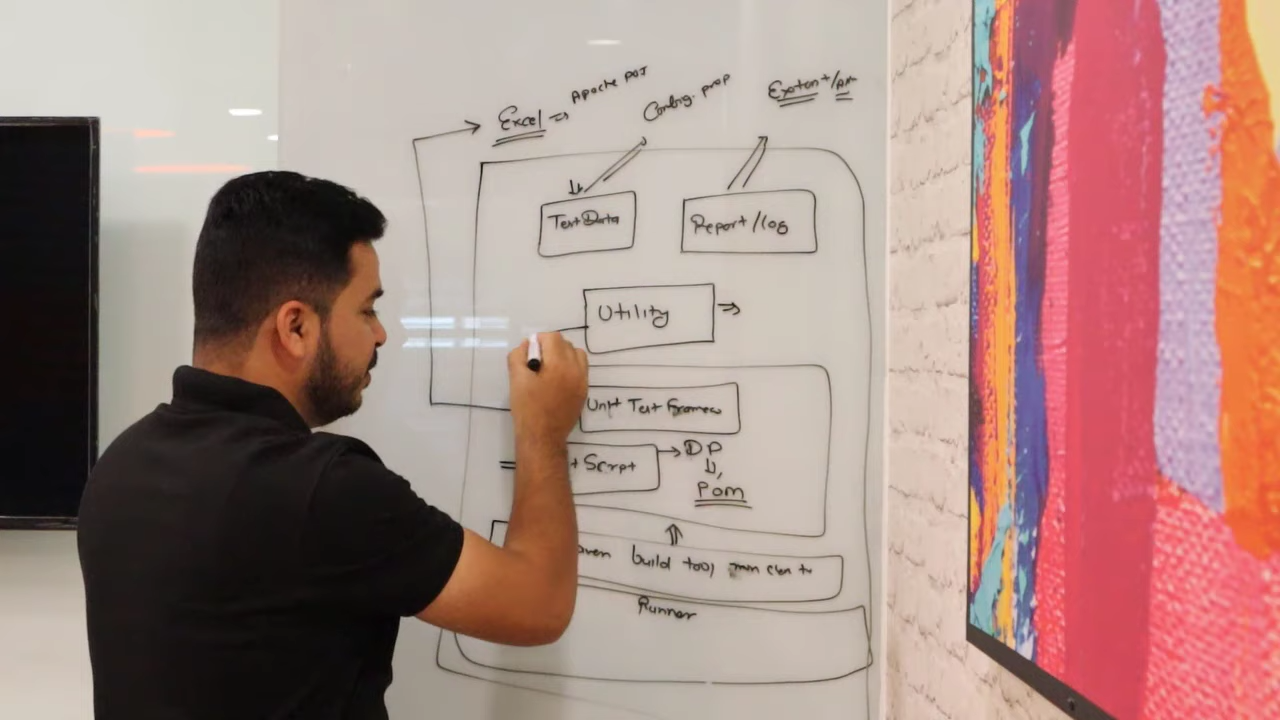 Excel => Apache POI
Config. prop
Extent+/
Test Data
Report/log
Utility
Unit Test Framew
t Script
DP
POM
aven build tool,
Runner